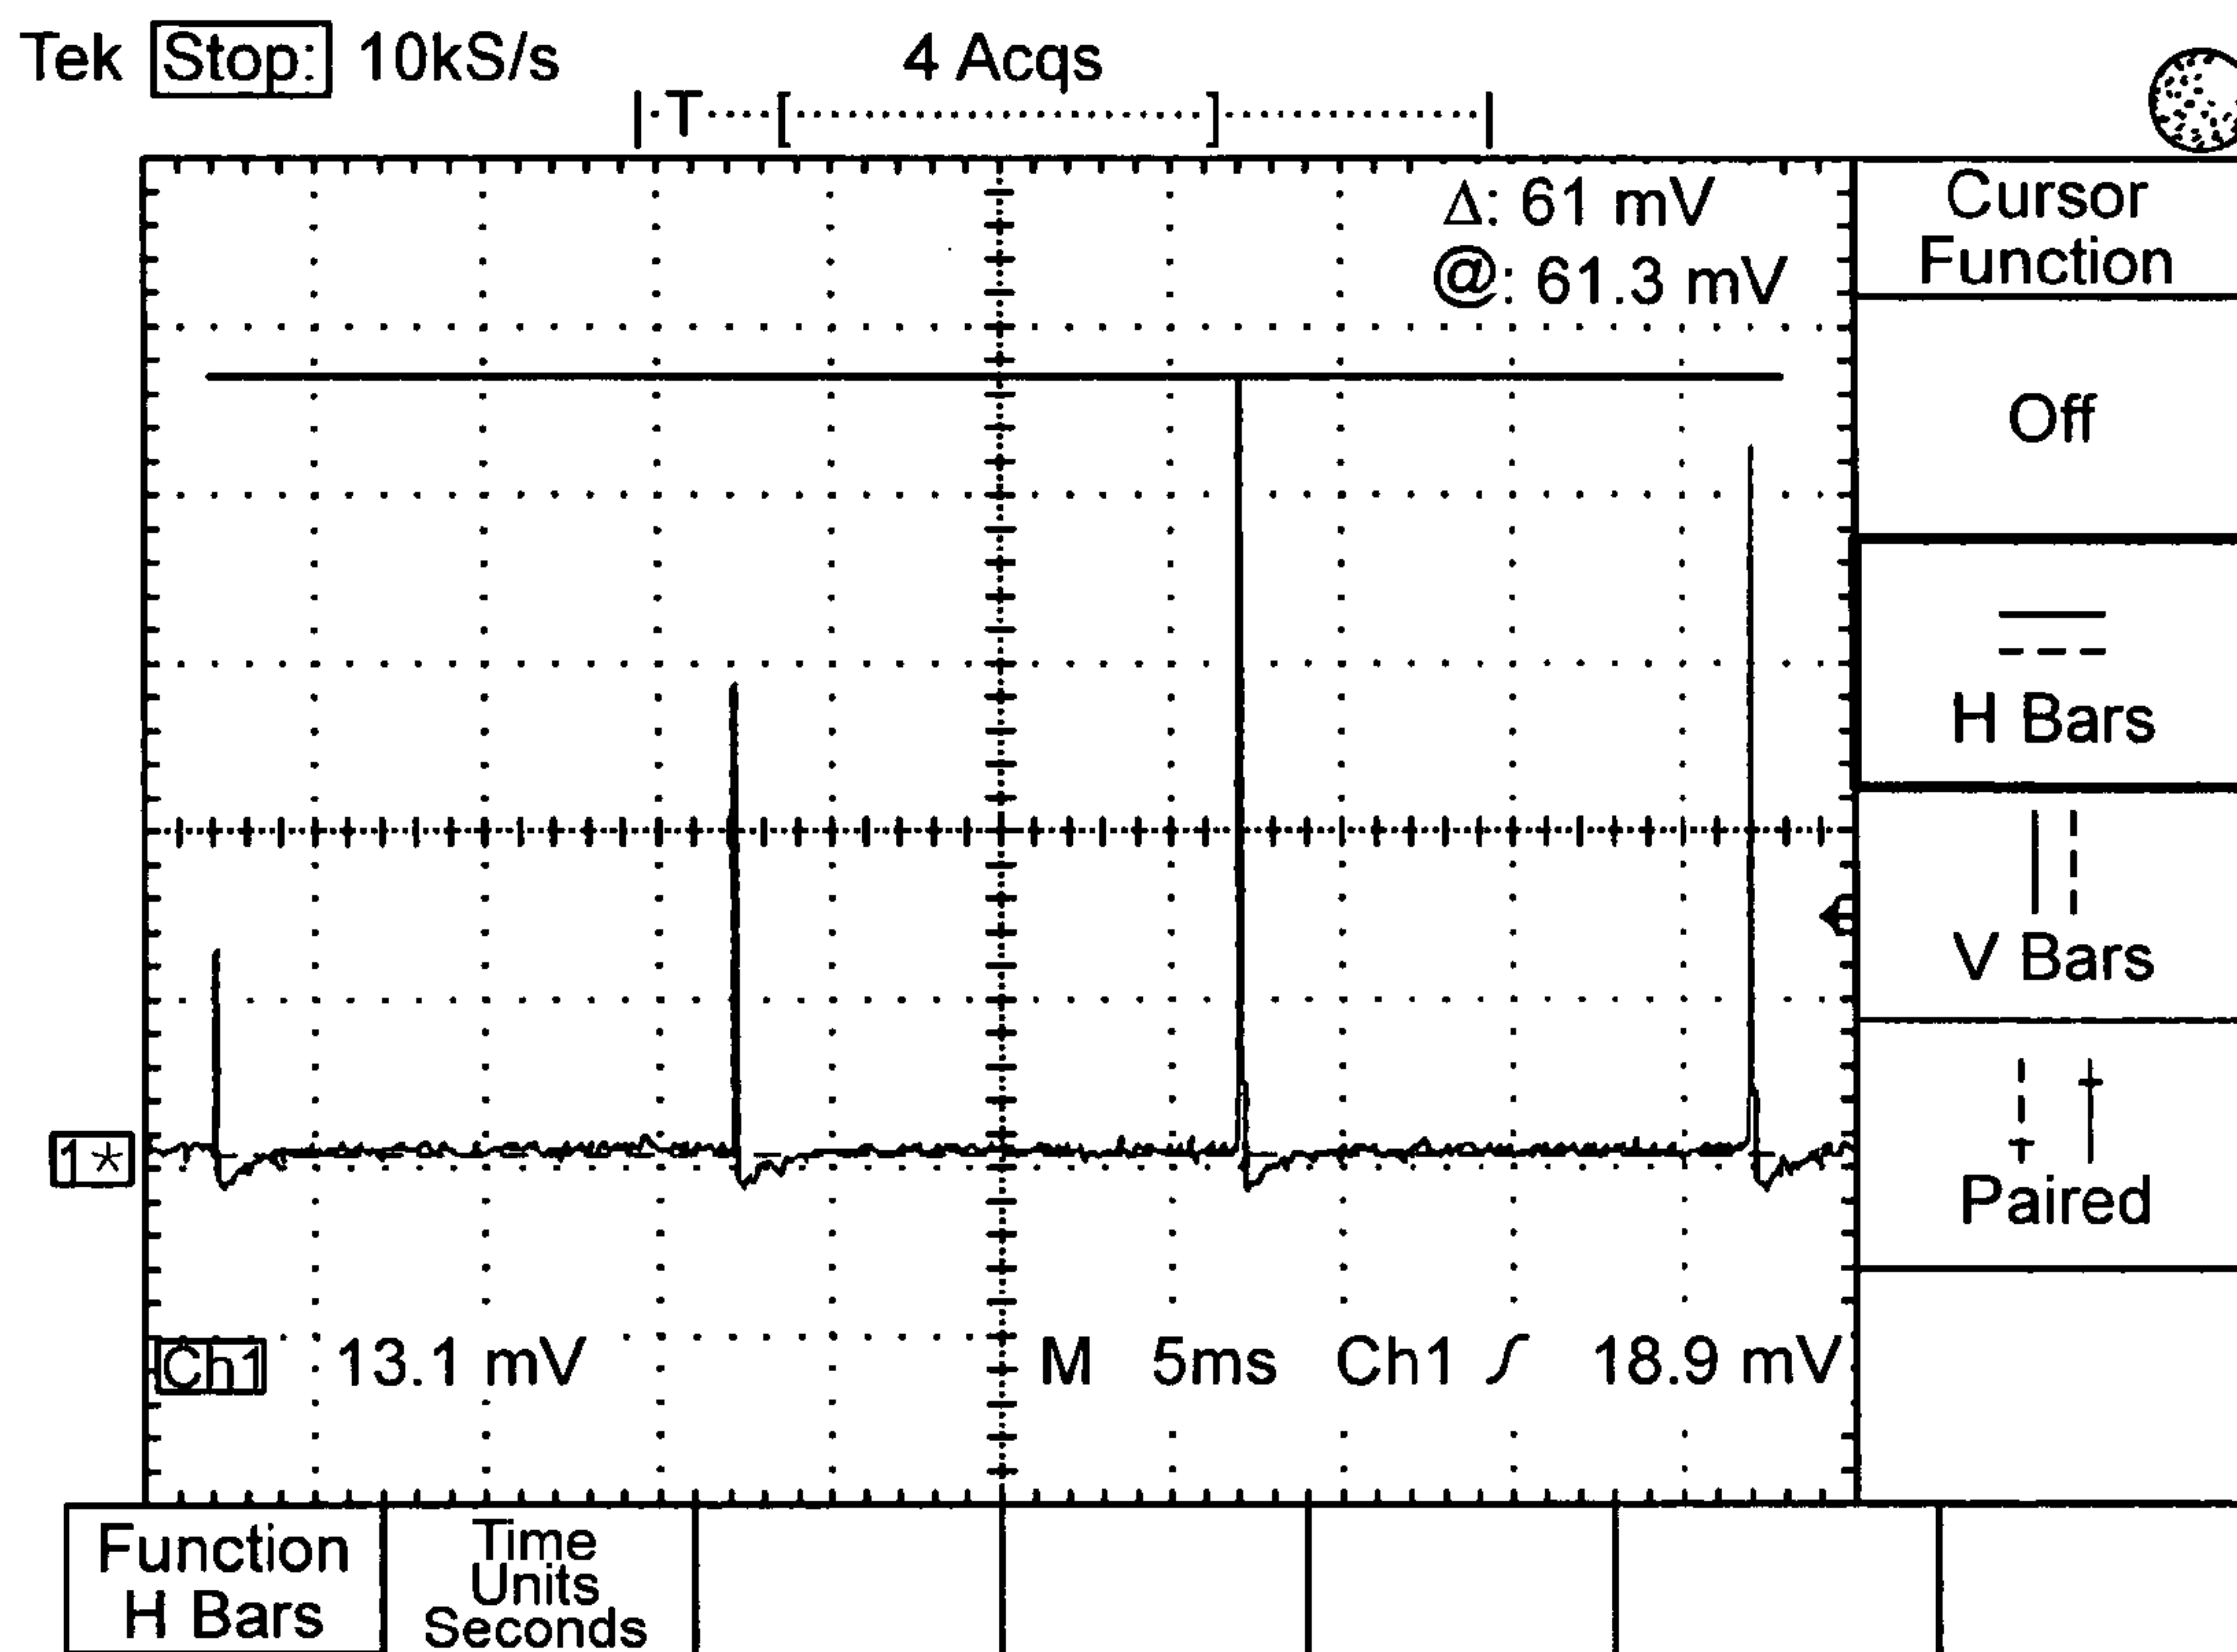 Tek Stop: 10kS/s 4 Acqs
T
Δ: 61 mV
@: 61.3 mV
Cursor
Function
Off
H Bars
V Bars
Paired
1*
Ch1 13.1 mV M 5ms Ch1 ∫ 18.9 mV
Function
H Bars
Time
Units
Seconds